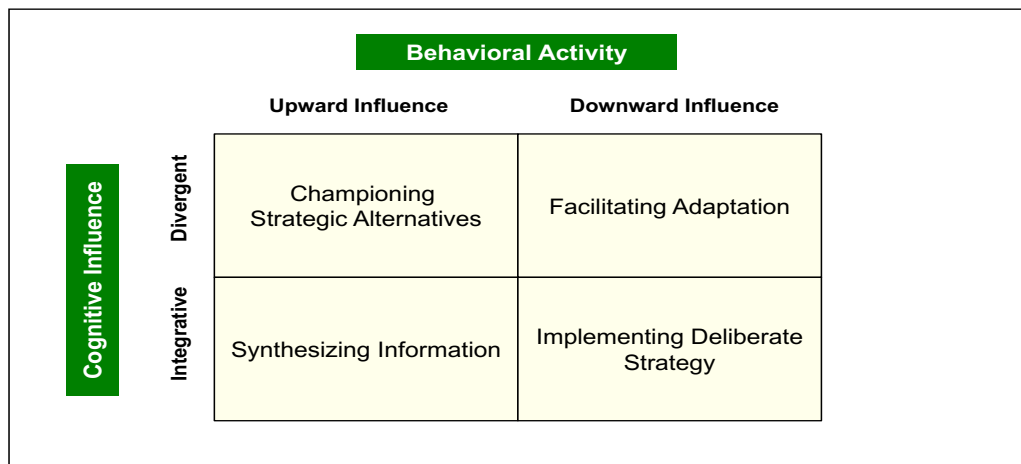 Behavioral Activity
Upward Influence
Downward Influence
Cognitive Influence
Divergent
Championing
Strategic Alternatives
Facilitating Adaptation
Integrative
Synthesizing Information
Implementing Deliberate
Strategy